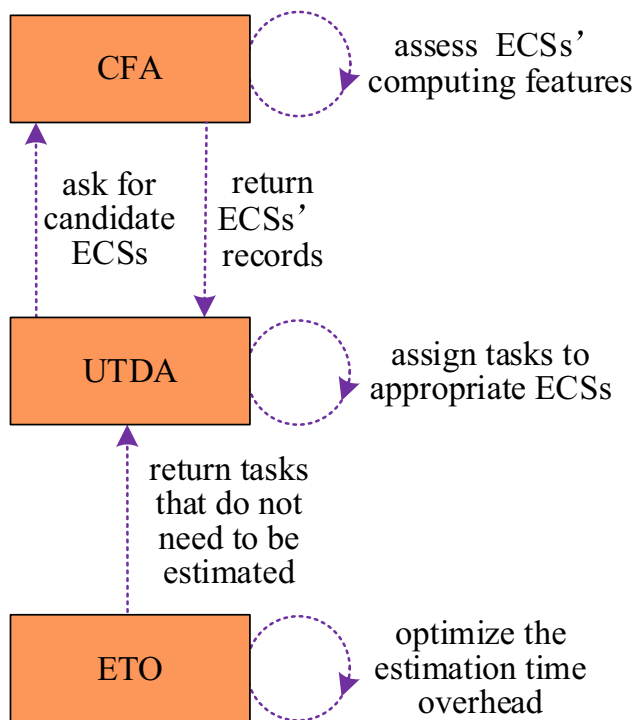 CFA
assess ECSs’
computing features
ask for
candidate
ECSs
return
ECSs’
records
UTDA
assign tasks to
appropriate ECSs
return tasks
that do not
need to be
estimated
ETO
optimize the
estimation time
overhead